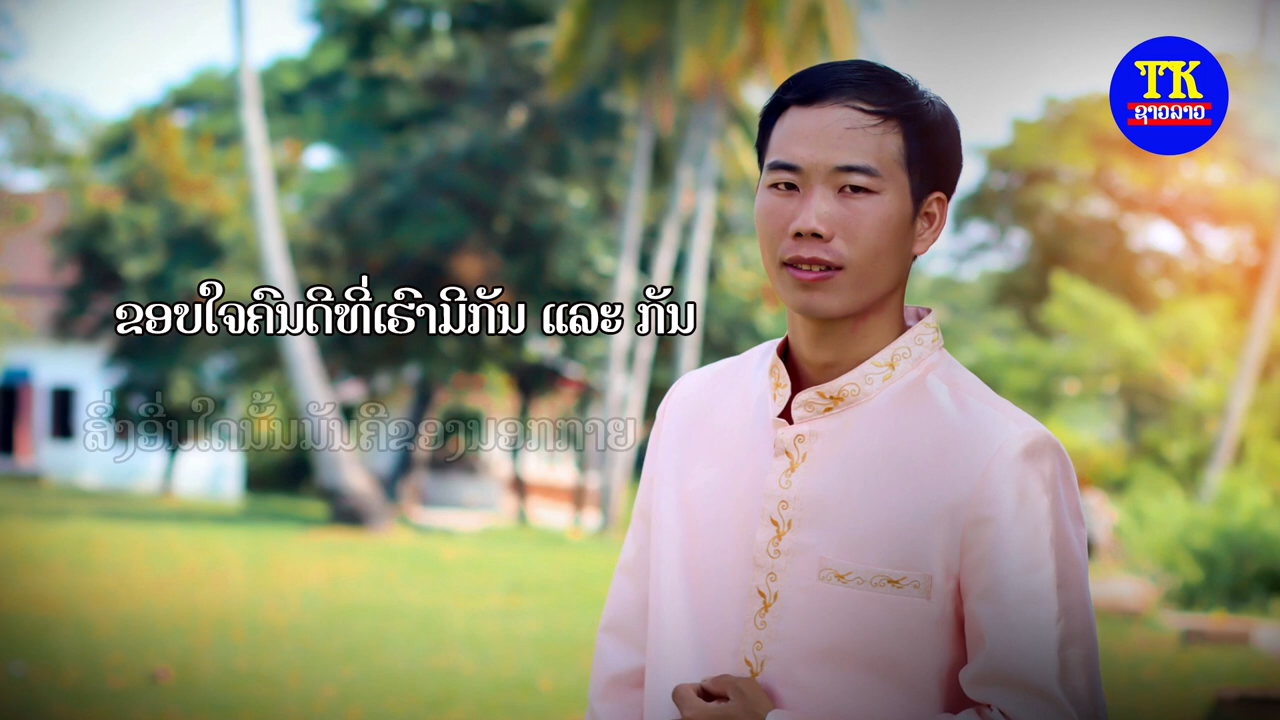 TK
ຊາວລາວ
ຂອບໃຈຄົນດີທີ່ເຮົາມີກັນ ແລະ ກັນ
ສິ່ງອື່ນໃດນັ້ນມັນຄືຂອງນອກກາຍ